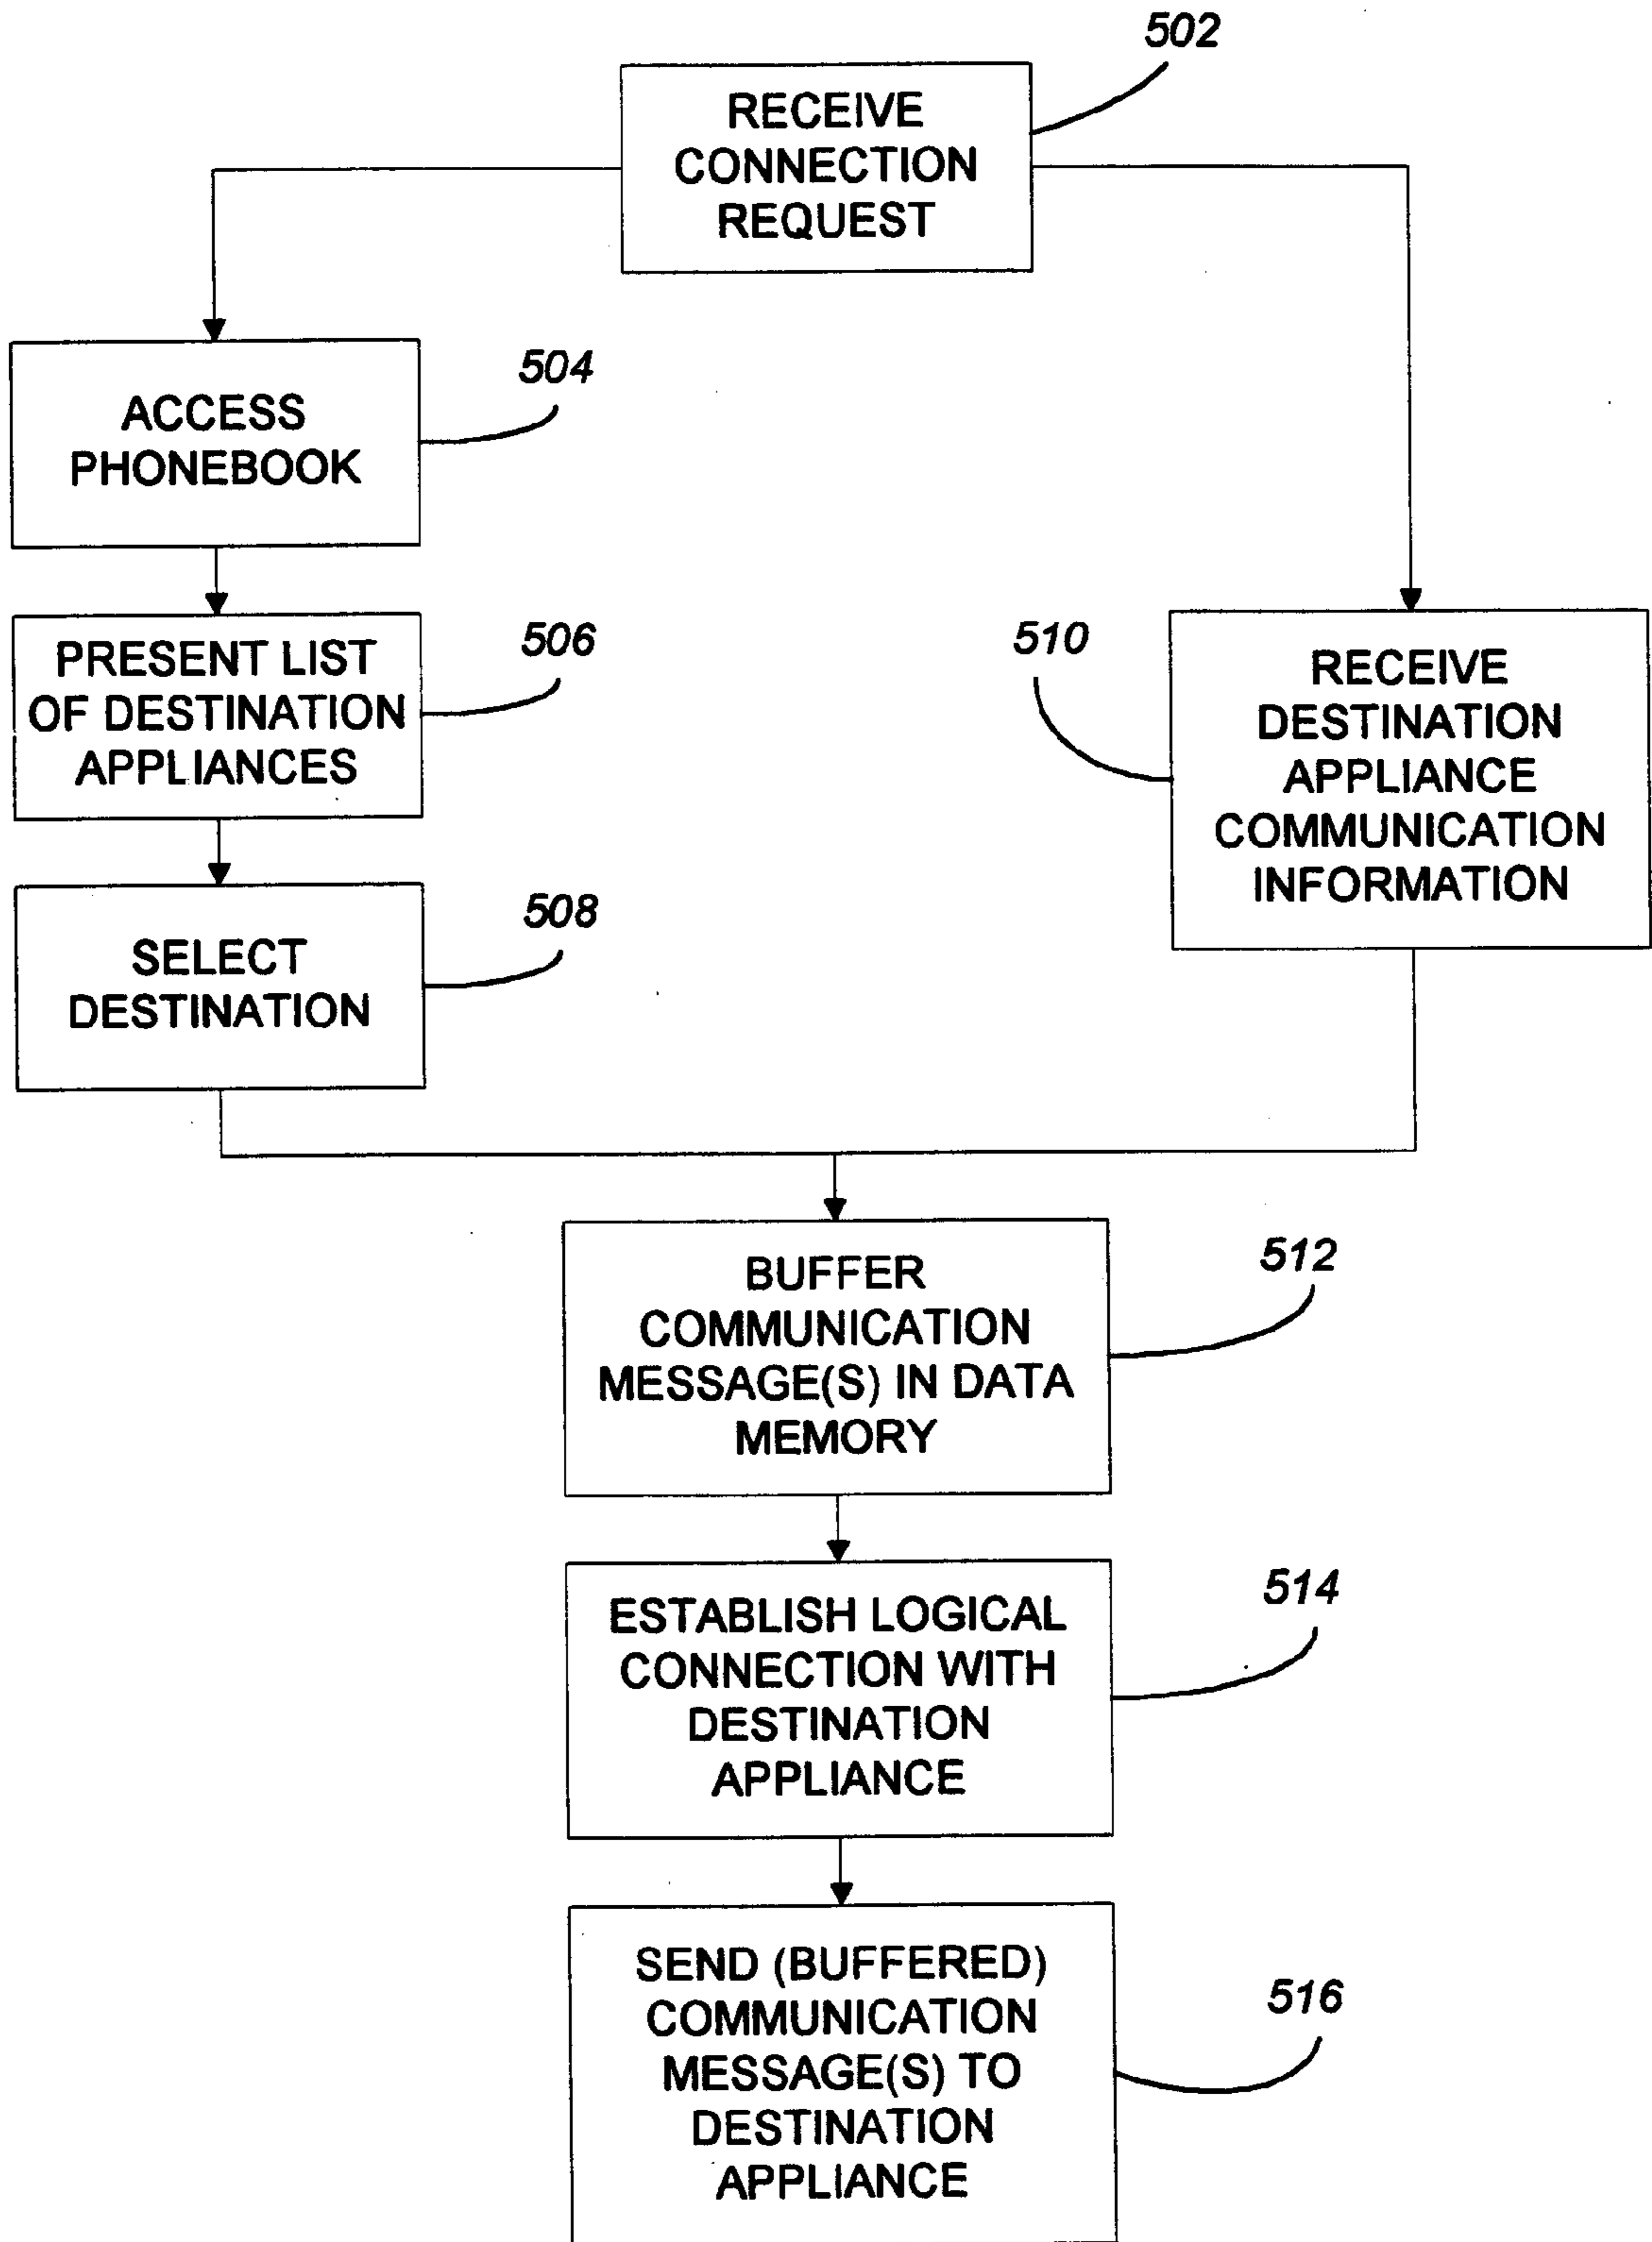 502
RECEIVE
CONNECTION
REQUEST
504
ACCESS
PHONEBOOK
506
PRESENT LIST
OF DESTINATION
APPLIANCES
510
RECEIVE
DESTINATION
APPLIANCE
COMMUNICATION
INFORMATION
508
SELECT
DESTINATION
512
BUFFER
COMMUNICATION
MESSAGE(S) IN DATA
MEMORY
514
ESTABLISH LOGICAL
CONNECTION WITH
DESTINATION
APPLIANCE
516
SEND (BUFFERED)
COMMUNICATION
MESSAGE(S) TO
DESTINATION
APPLIANCE